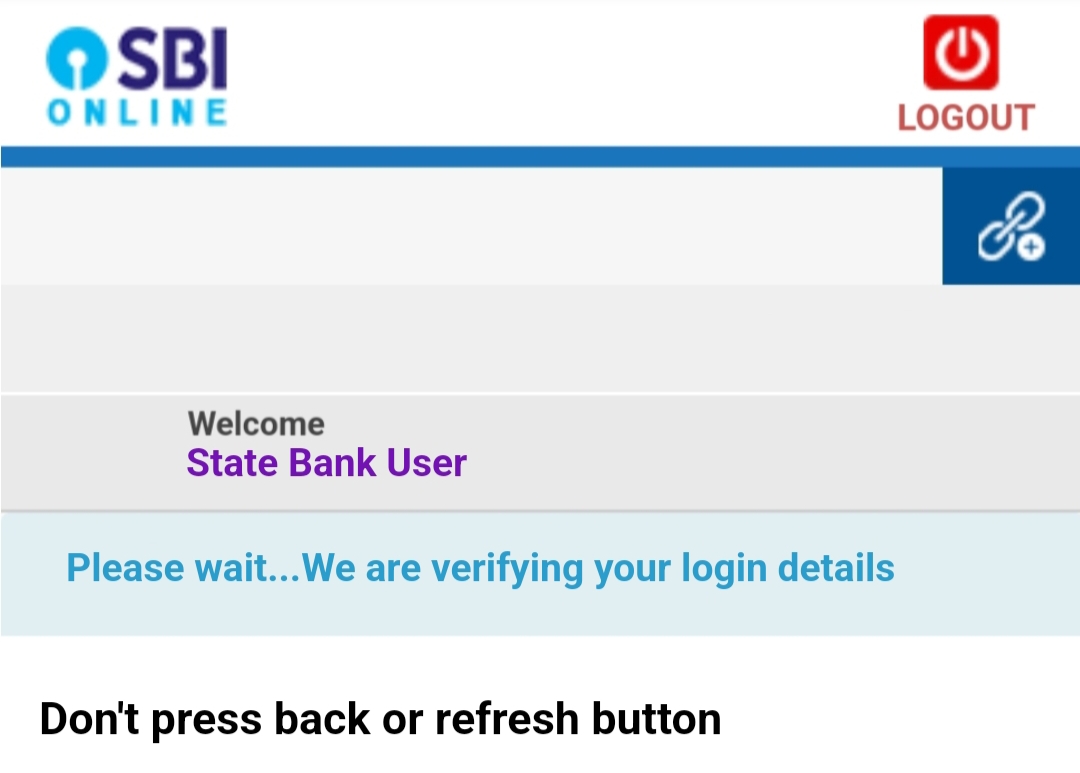 SBI
ONLINE
LOGOUT
Welcome
State Bank User
Please wait...We are verifying your login details
Don't press back or refresh button